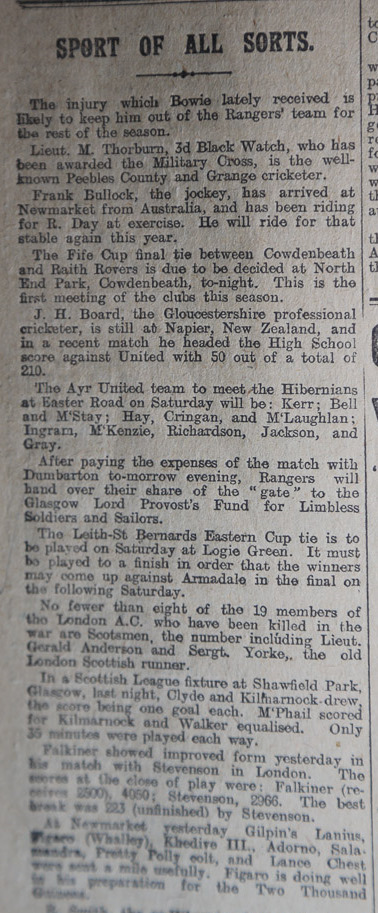 SPORT OF ALL SORTS.
The injury which Bowie lately received is
likely to keep him out of the Rangers' team for
the rest of the season.
Lieut. M. Thorburn, 3d Black Watch, who has
been awarded the Military Cross, is the well-
known Peebles County and Grange cricketer.
Frank Bullock, the jockey, has arrived at
Newmarket from Australia, and has been riding
for R. Day at exercise. He will ride for that
stable again this year.
The Fife Cup final tie between Cowdenbeath
and Raith Rovers is due to be decided at North
End Park, Cowdenbeath, to-night. This is the
first meeting of the clubs this season.
J. H. Board, the Gloucestershire professional
cricketer, is still at Napier, New Zealand, and
in a recent match he headed the High School
score against United with 50 out of a total of
210.
The Ayr United team to meet the Hibernians
at Easter Road on Saturday will be: Kerr; Bell
and M'Stay; Hay, Cringan, and M'Laughlan;
Ingram, M'Kenzie, Richardson, Jackson, and
Gray.
After paying the expenses of the match with
Dumbarton to-morrow evening, Rangers will
hand over their share of the "gate" to the
Glasgow Lord Provost's Fund for Limbless
Soldiers and Sailors.
The Leith-St Bernards Eastern Cup tie is to
be played on Saturday at Logie Green. It must
be played to a finish in order that the winners
may come up against Armadale in the final on
the following Saturday.
No fewer than eight of the 19 members of
the London A.C. who have been killed in the
war are Scotsmen, the number including Lieut.
Gerald Anderson and Sergt. Yorke, the old
London Scottish runner.
In a Scottish League fixture at Shawfield Park,
Glasgow, last night, Clyde and Kilmarnock drew,
the score being one goal each. M'Phail scored
for Kilmarnock and Walker equalised. Only
35 minutes were played each way.
Falkiner showed improved form yesterday in
his match with Stevenson in London. The
scores at the close of play were: Falkiner (re-
ceives 2500), 4060; Stevenson, 2966. The best
break was 223 (unfinished) by Stevenson.
At Newmarket yesterday Gilpin's Lanius,
Figaro (Whalley), Khedive III., Adorno, Sala-
mandra, Pretty Polly colt, and Lance Chest
were sent a mile usefully. Figaro is doing well
in his preparation for the Two Thousand
Guineas.